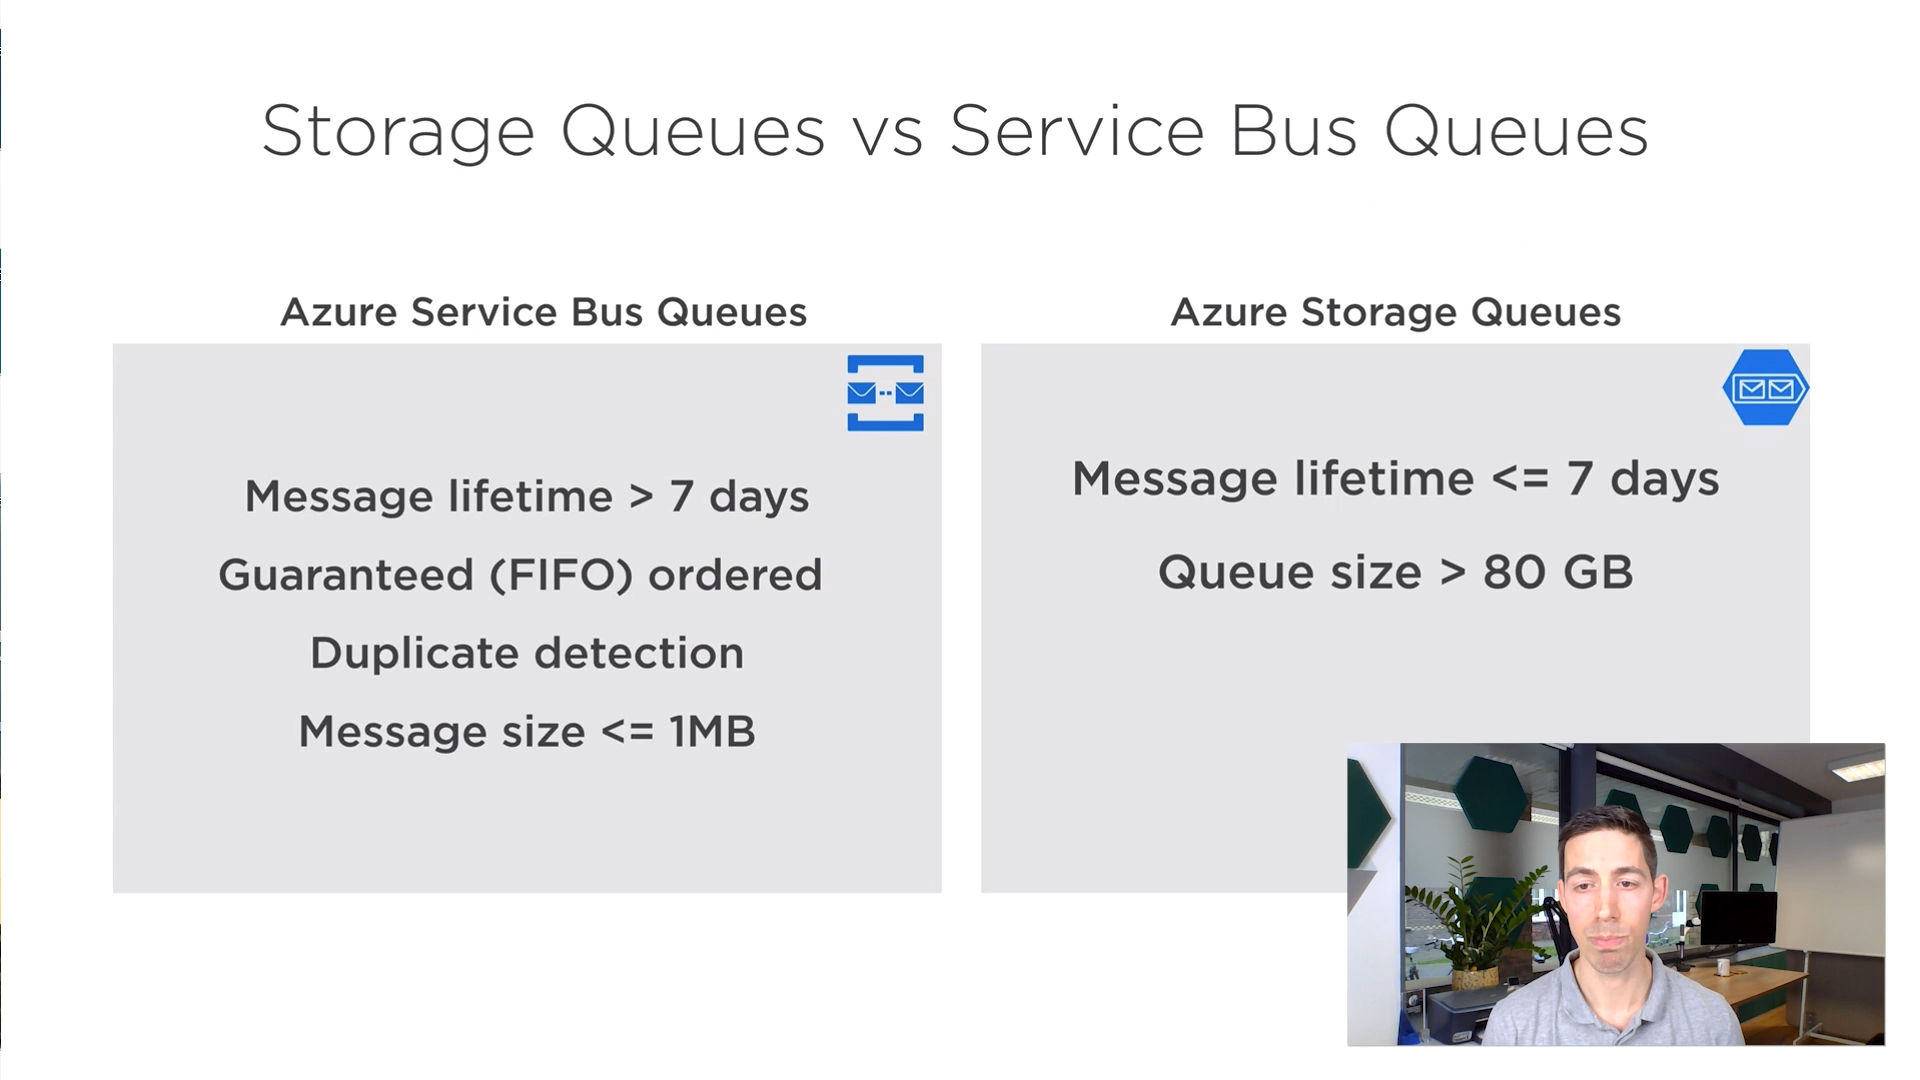 Storage Queues vs Service Bus Queues
Azure Service Bus Queues
Message lifetime > 7 days
Guaranteed (FIFO) ordered
Duplicate detection
Message size <= 1MB
Azure Storage Queues
Message lifetime <= 7 days
Queue size > 80 GB